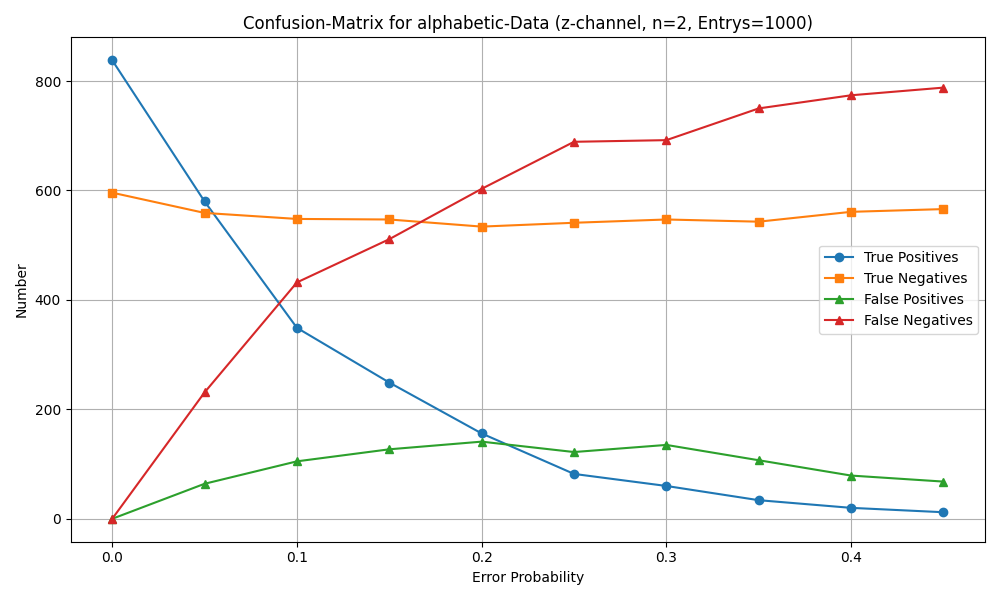 Confusion-Matrix for alphabetic-Data (z-channel, n=2, Entrys=1000)
Number
800
600
400
200
0
True Positives
True Negatives
False Positives
False Negatives
0.0 0.1 0.2 0.3 0.4
Error Probability